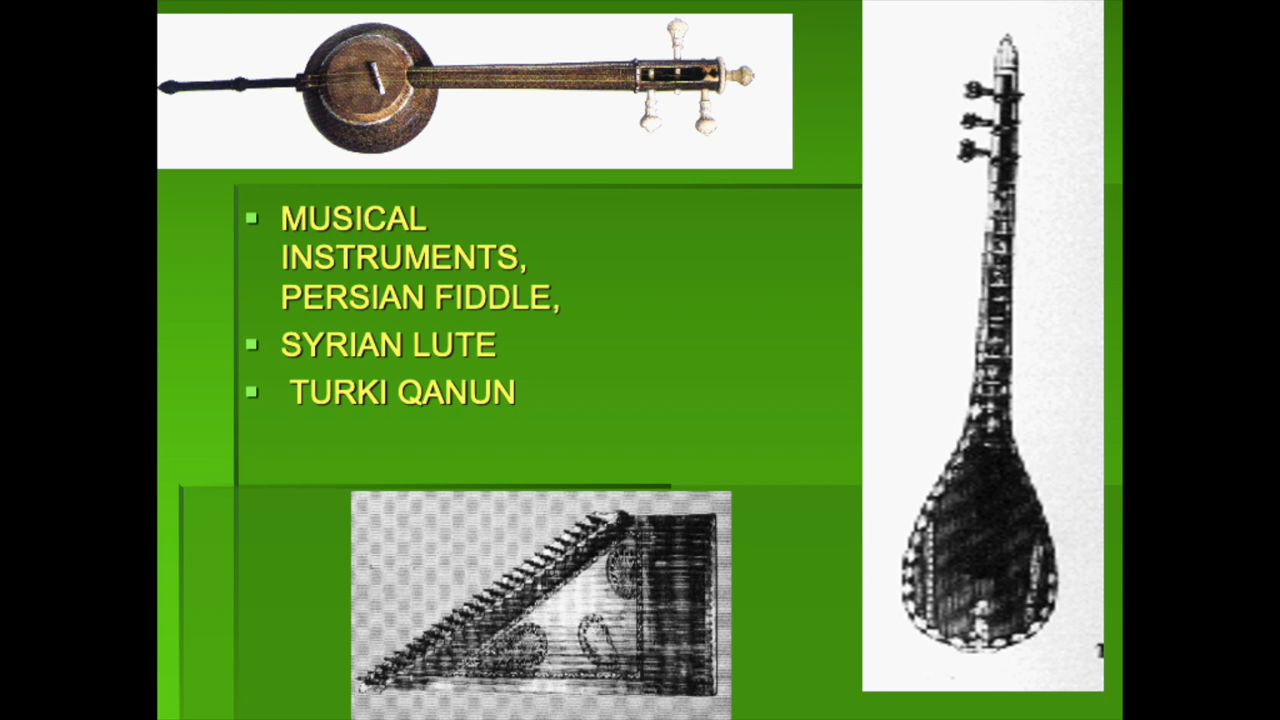 MUSICAL
INSTRUMENTS,
PERSIAN FIDDLE,
SYRIAN LUTE
TURKI QANUN